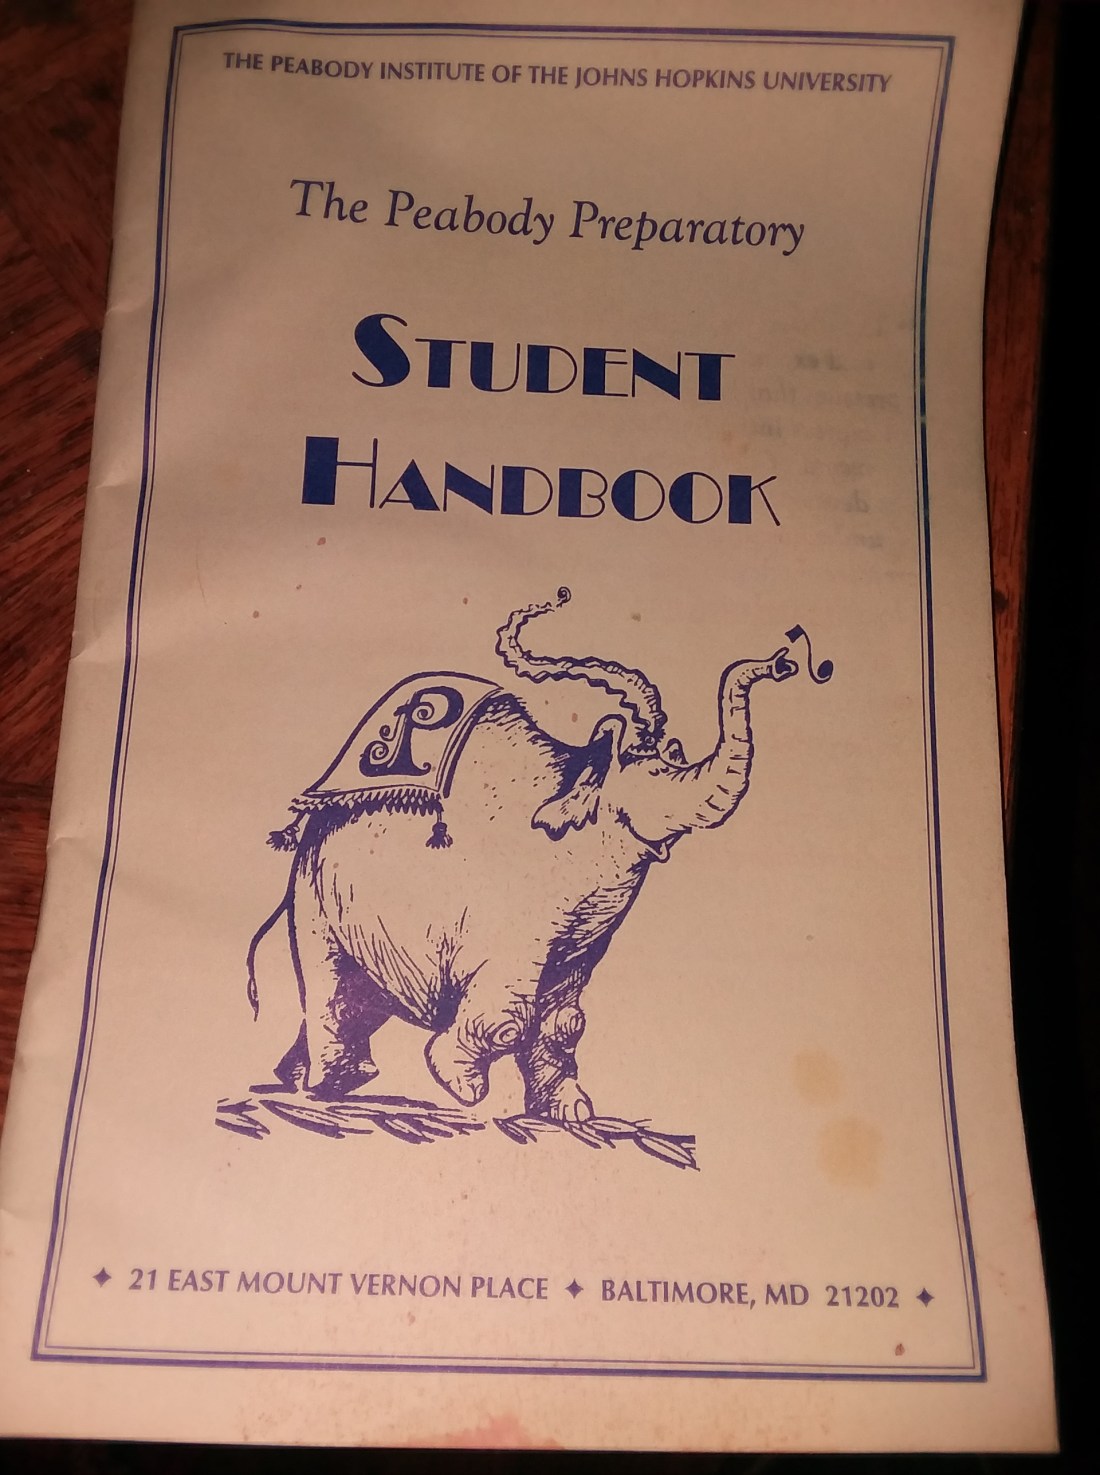 THE PEABODY INSTITUTE OF THE JOHNS HOPKINS UNIVERSITY
The Peabody Preparatory
STUDENT
HANDBOOK
P
✦ 21 EAST MOUNT VERNON PLACE ✦ BALTIMORE, MD 21202 ✦